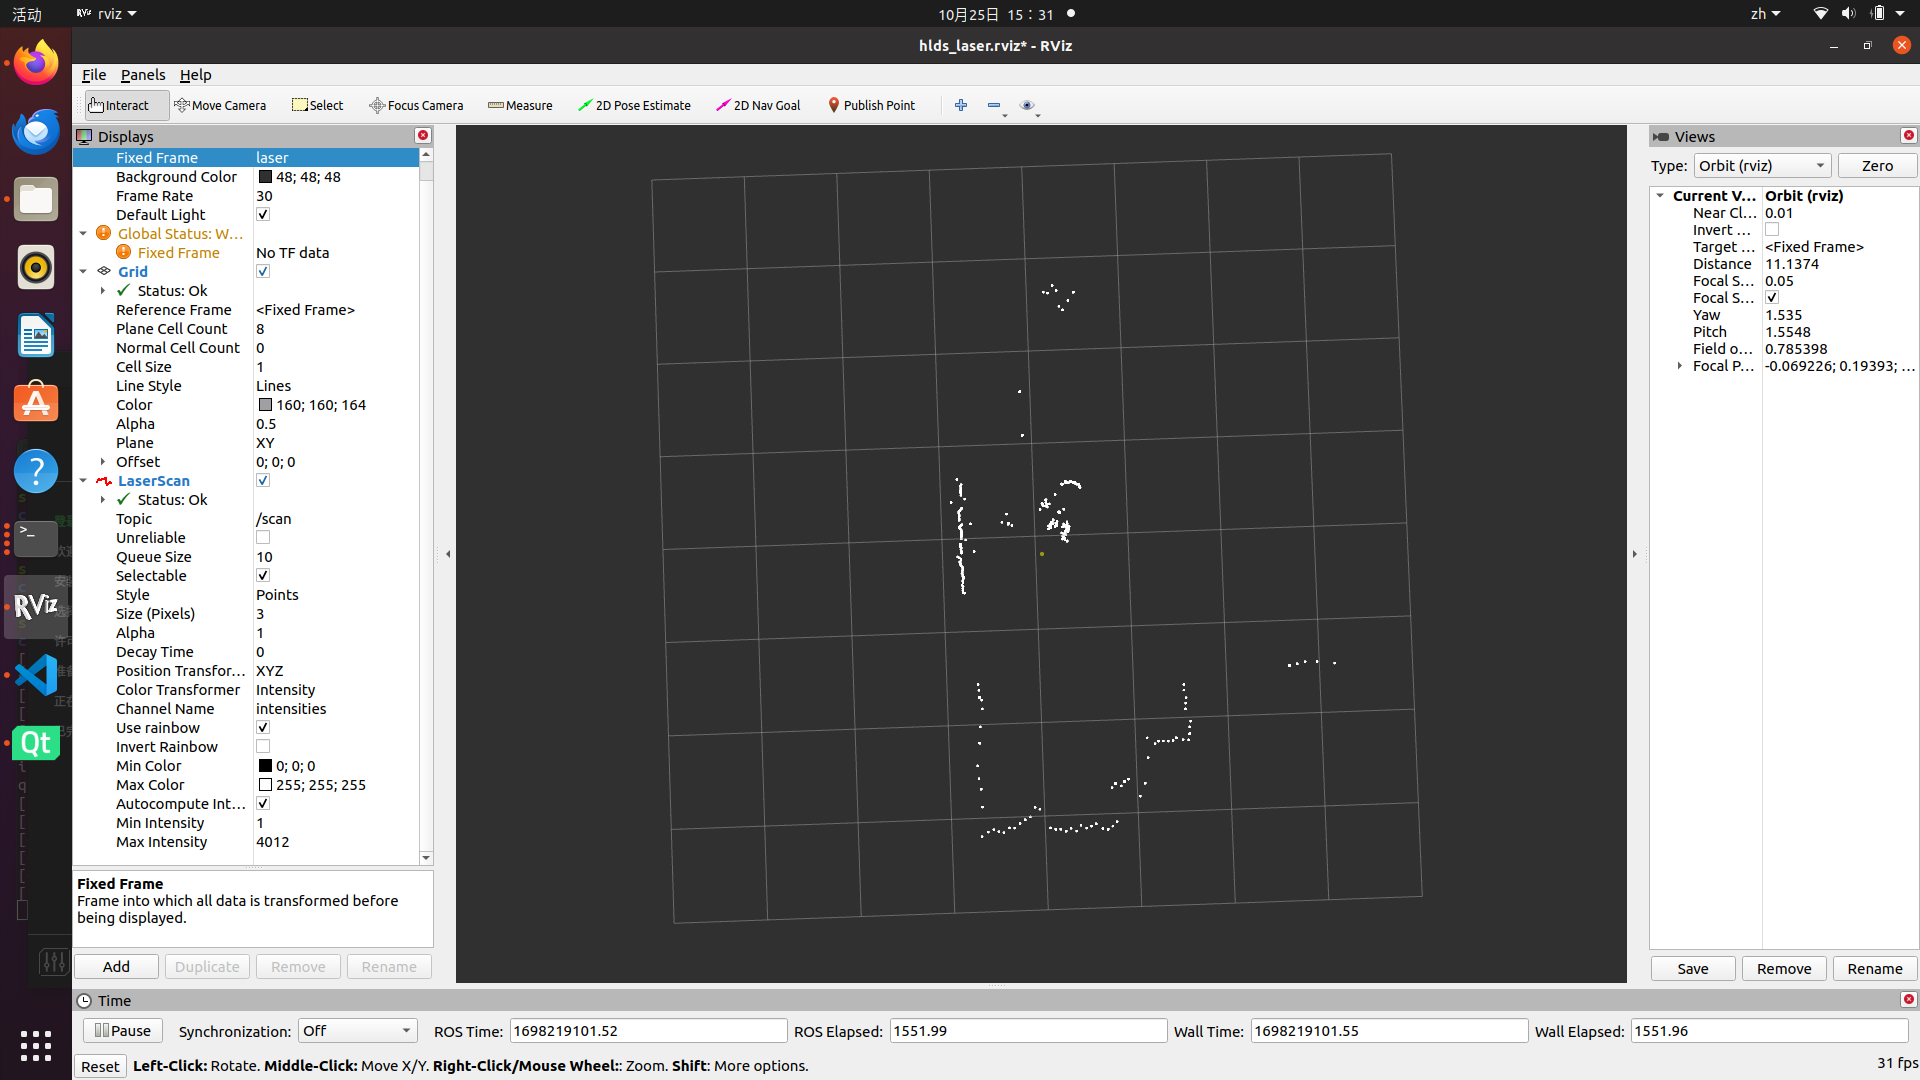 活动 rviz 10月25日 15：31 zh
hlds_laser.rviz* - RViz
File Panels Help
Interact Move Camera Select Focus Camera Measure 2D Pose Estimate 2D Nav Goal Publish Point
Displays
Fixed Frame laser
Background Color 48; 48; 48
Frame Rate 30
Default Light
Global Status: W...
Fixed Frame No TF data
Grid
Status: Ok
Reference Frame <Fixed Frame>
Plane Cell Count 8
Normal Cell Count 0
Cell Size 1
Line Style Lines
Color 160; 160; 164
Alpha 0.5
Plane XY
Offset 0; 0; 0
LaserScan
Status: Ok
Topic /scan
Unreliable
Queue Size 10
Selectable
Style Points
Size (Pixels) 3
Alpha 1
Decay Time 0
Position Transfor... XYZ
Color Transformer Intensity
Channel Name intensities
Use rainbow
Invert Rainbow
Min Color 0; 0; 0
Max Color 255; 255; 255
Autocompute Int...
Min Intensity 1
Max Intensity 4012
Fixed Frame
Frame into which all data is transformed before
being displayed.
Add Duplicate Remove Rename
Views
Type: Orbit (rviz) Zero
Current V... Orbit (rviz)
Near Cl... 0.01
Invert ...
Target ... <Fixed Frame>
Distance 11.1374
Focal S... 0.05
Focal S...
Yaw 1.535
Pitch 1.5548
Field o... 0.785398
Focal P... -0.069226; 0.19393; ...
Save Remove Rename
Time
Pause Synchronization: Off ROS Time: 1698219101.52 ROS Elapsed: 1551.99 Wall Time: 1698219101.55 Wall Elapsed: 1551.96
Reset Left-Click: Rotate. Middle-Click: Move X/Y. Right-Click/Mouse Wheel:: Zoom. Shift: More options. 31 fps
RViz
Qt